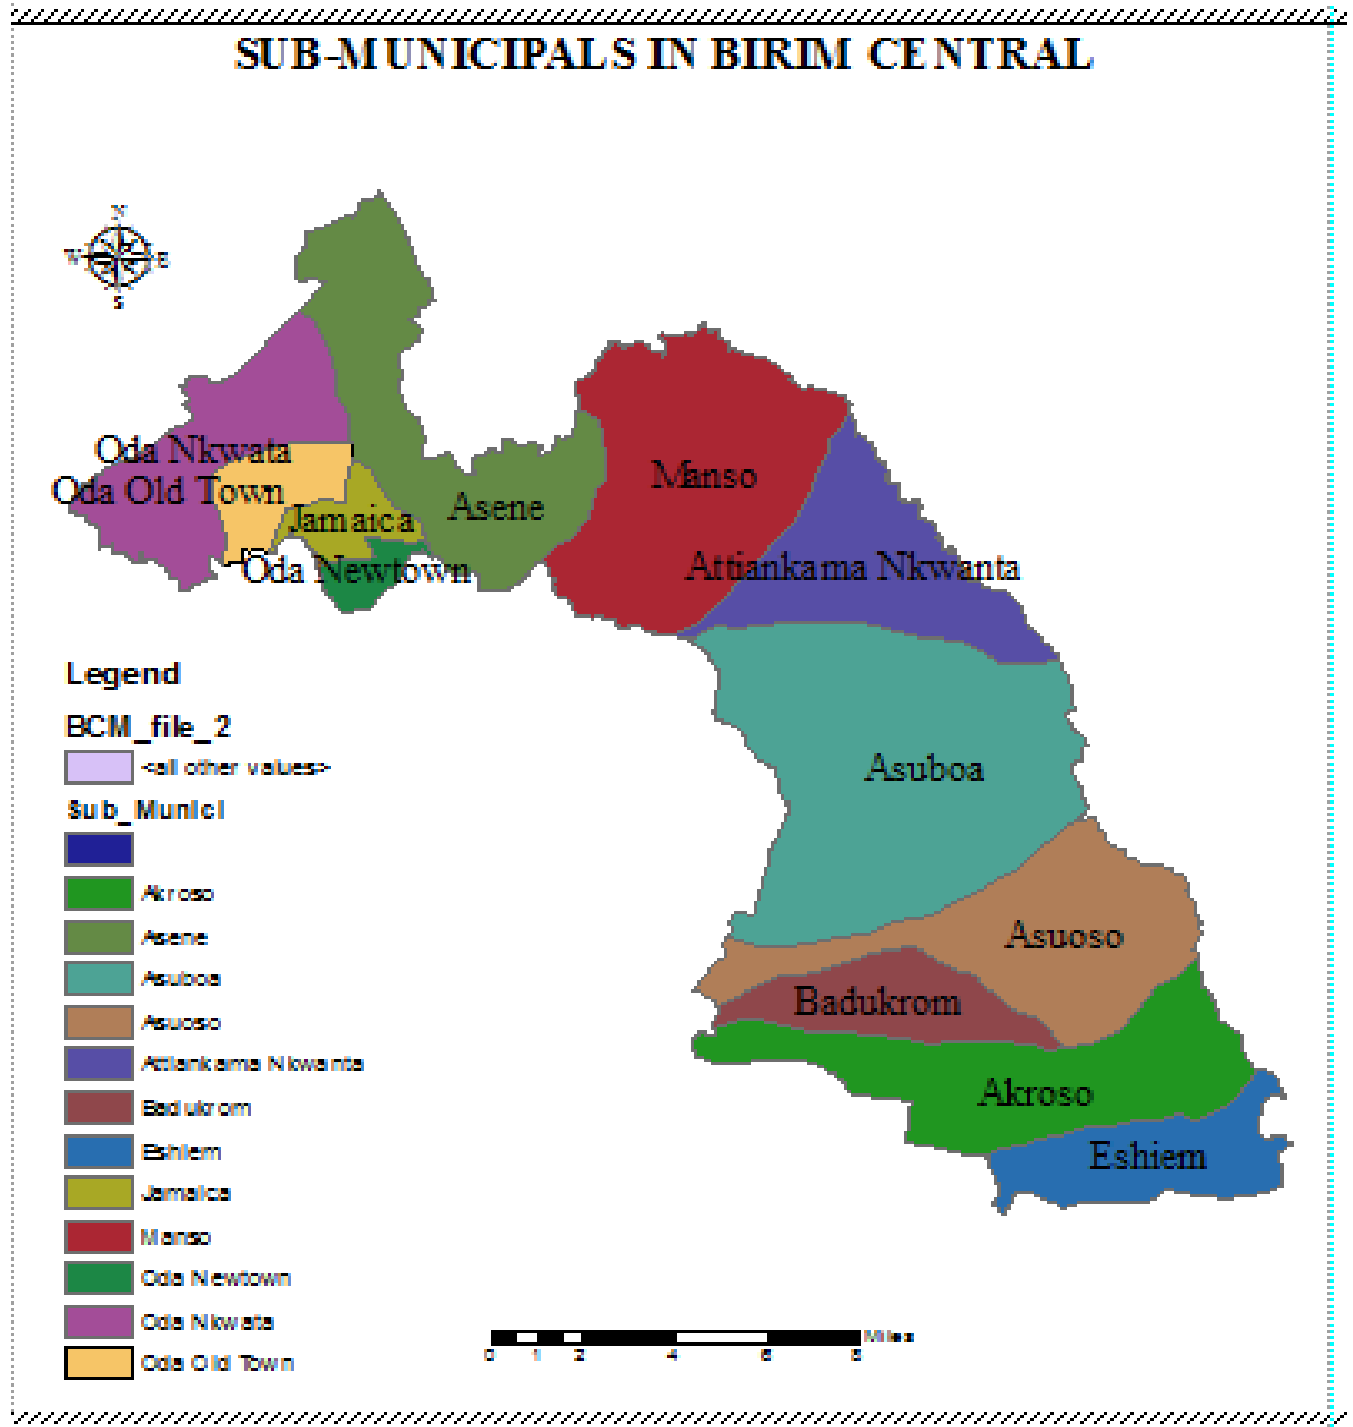 SUB-MUNICIPALS IN BIRIM CENTRAL
N
W E
S
Oda Nkwata
Manso
Oda Old Town
Asene
Jamaica
Attiankama Nkwanta
Oda Newtown
Legend
BCM_file_2
<all other values>
Asuboa
Sub_Munici
Akroso
Asene
Asuoso
Asuboa
Badukrom
Asuoso
Attiankama Nkwanta
Akroso
Badukrom
Eshiem
Eshiem
Jamaica
Manso
Oda Newtown
Oda Nkwata
Miles
0 1 2 4 6 8
Oda Old Town